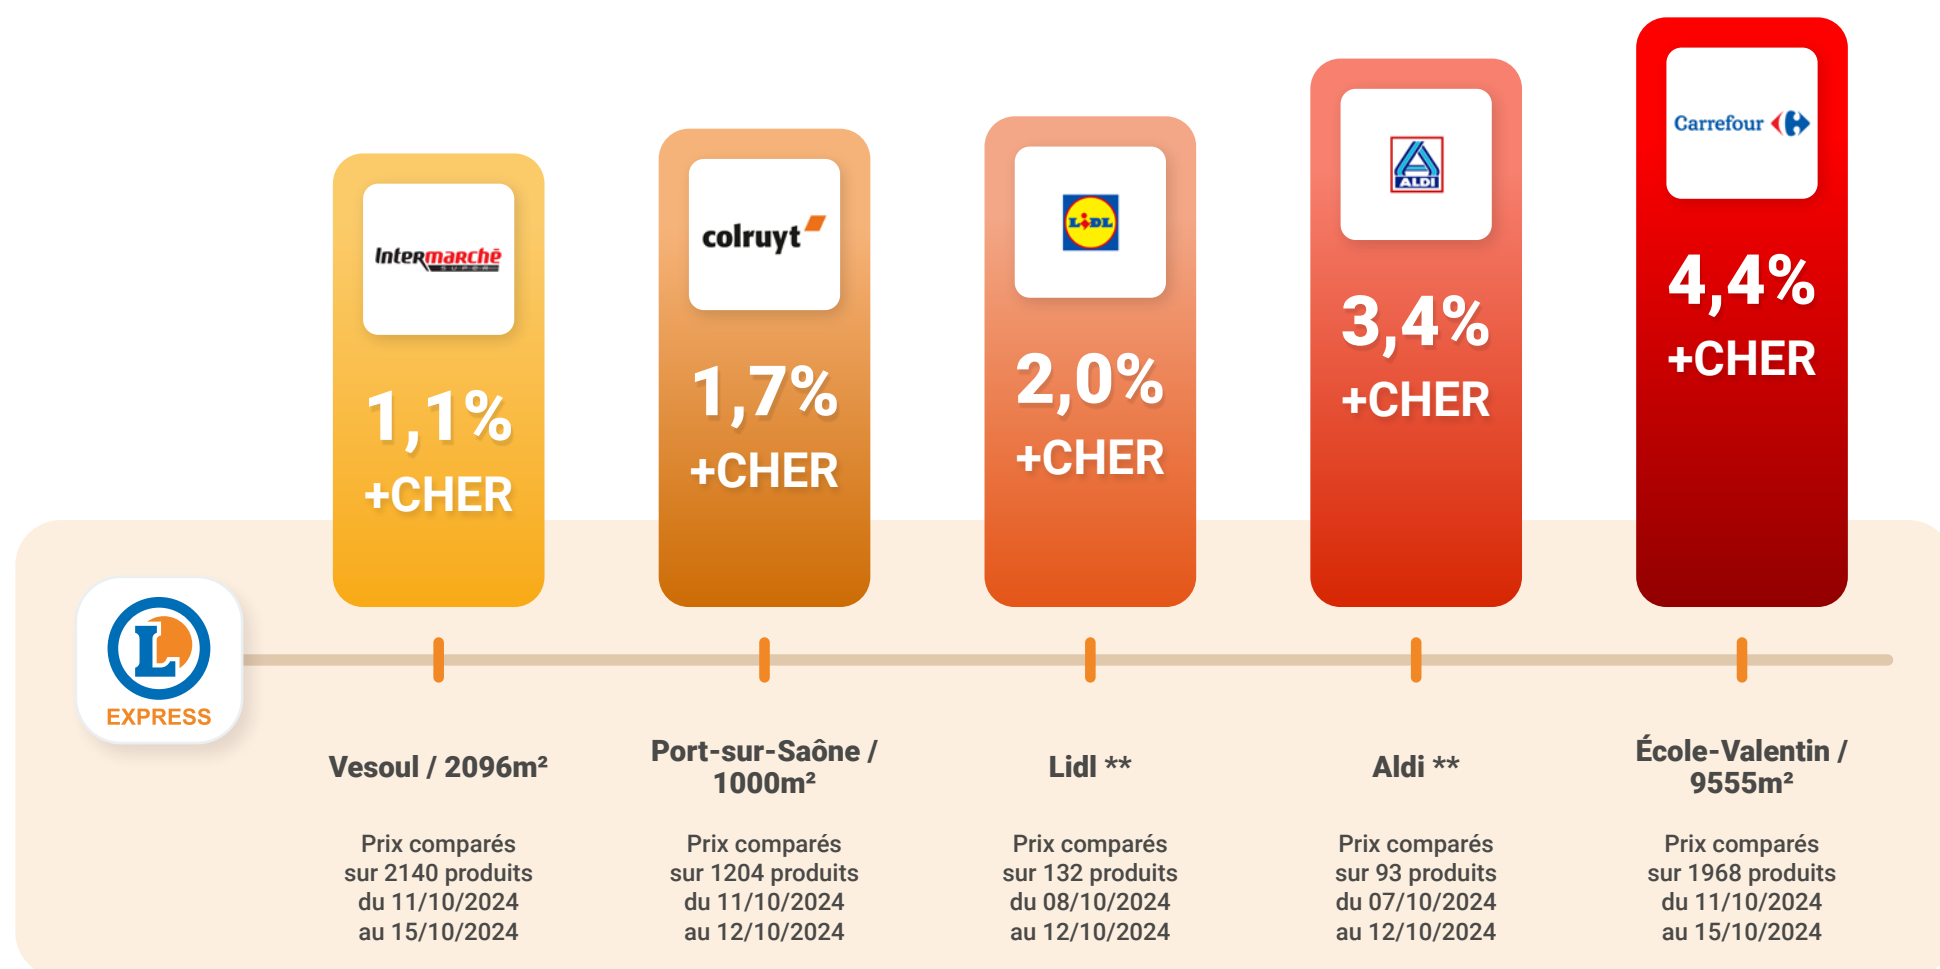 Intermarchē
SUPER
1,1%
+CHER
colruyt
1,7%
+CHER
LiDL
2,0%
+CHER
ALDI
3,4%
+CHER
Carrefour
4,4%
+CHER
L
EXPRESS
Vesoul / 2096m²
Prix comparés
sur 2140 produits
du 11/10/2024
au 15/10/2024
Port-sur-Saône /
1000m²
Prix comparés
sur 1204 produits
du 11/10/2024
au 12/10/2024
Lidl **
Prix comparés
sur 132 produits
du 08/10/2024
au 12/10/2024
Aldi **
Prix comparés
sur 93 produits
du 07/10/2024
au 12/10/2024
École-Valentin /
9555m²
Prix comparés
sur 1968 produits
du 11/10/2024
au 15/10/2024